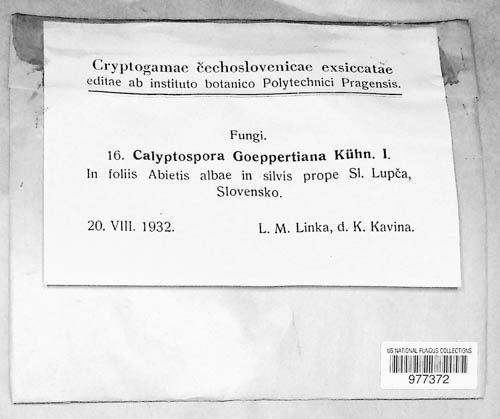 Cryptogamae čechoslovenicae exsiccatae
editae ab instituto botanico Polytechnici Pragensis.
Fungi.
16. Calyptospora Goeppertiana Kühn. I.
In foliis Abietis albae in silvis prope Sl. Lupča,
Slovensko.
20. VIII. 1932. L. M. Linka, d. K. Kavina.
US NATIONAL FUNGUS COLLECTIONS
977372